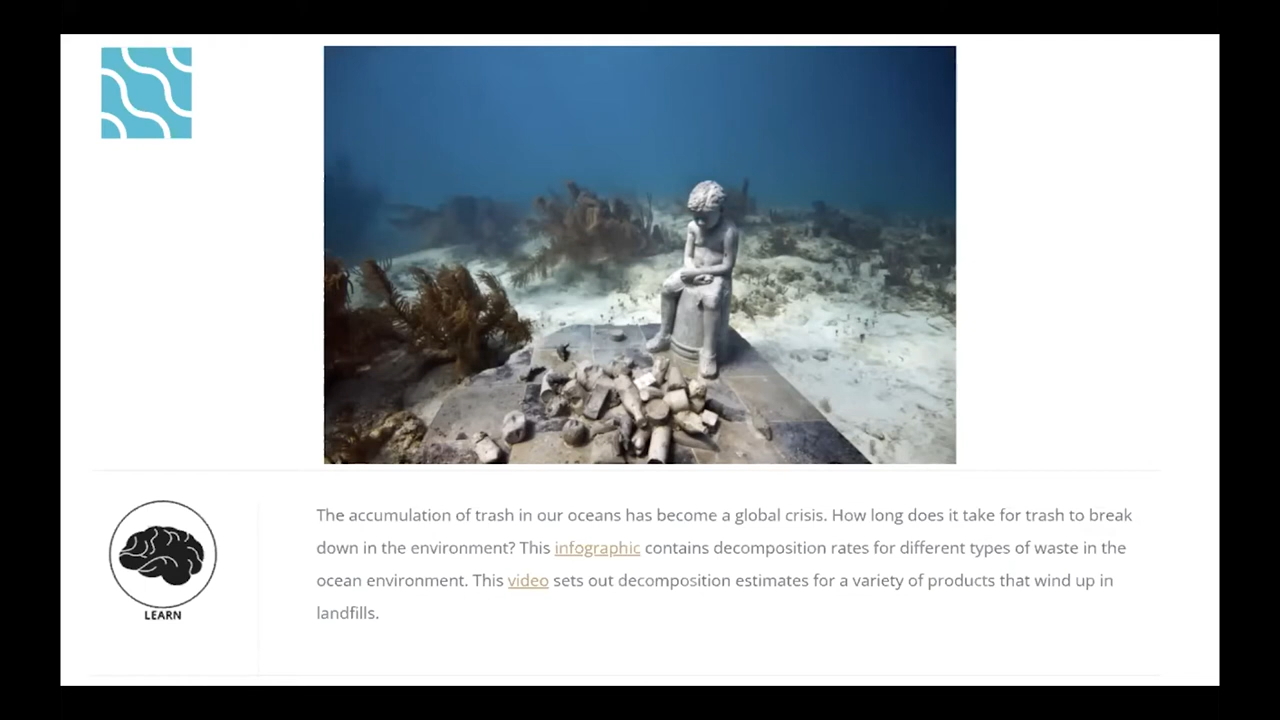 The accumulation of trash in our oceans has become a global crisis. How long does it take for trash to break
down in the environment? This infographic contains decomposition rates for different types of waste in the
ocean environment. This video sets out decomposition estimates for a variety of products that wind up in
landfills.
LEARN